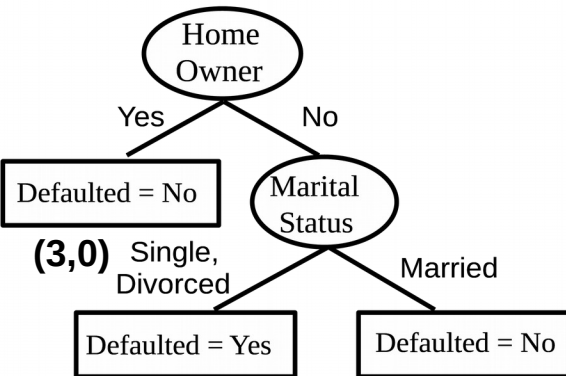 Home
Owner
Yes
No
Defaulted = No
Marital
Status
(3,0)
Single,
Divorced
Married
Defaulted = Yes
Defaulted = No